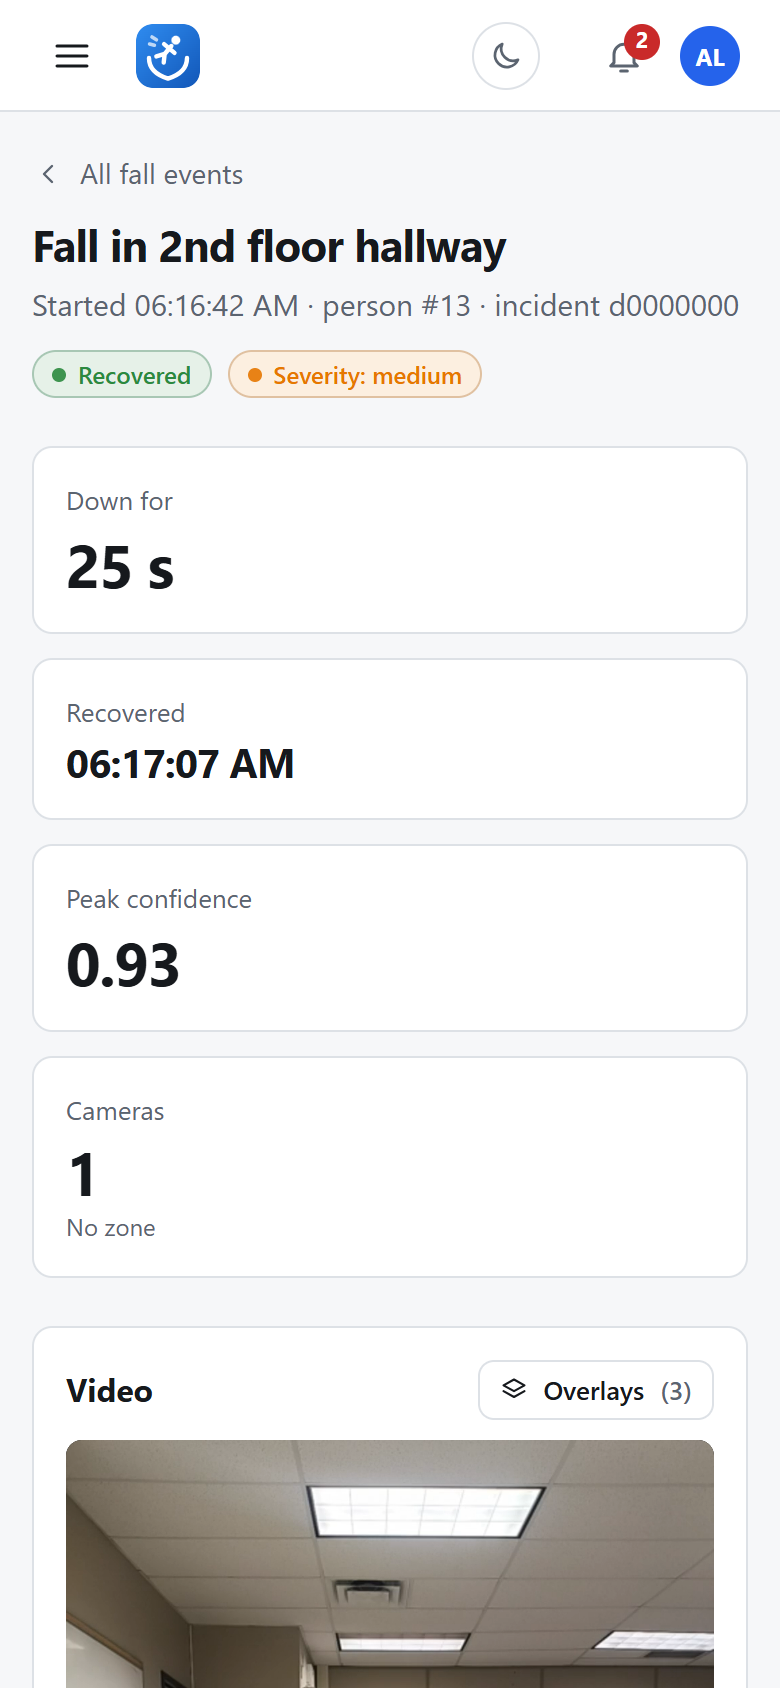 2
AL
All fall events
Fall in 2nd floor hallway
Started 06:16:42 AM · person #13 · incident d0000000
Recovered
Severity: medium
Down for
25 s
Recovered
06:17:07 AM
Peak confidence
0.93
Cameras
1
No zone
Video
Overlays (3)